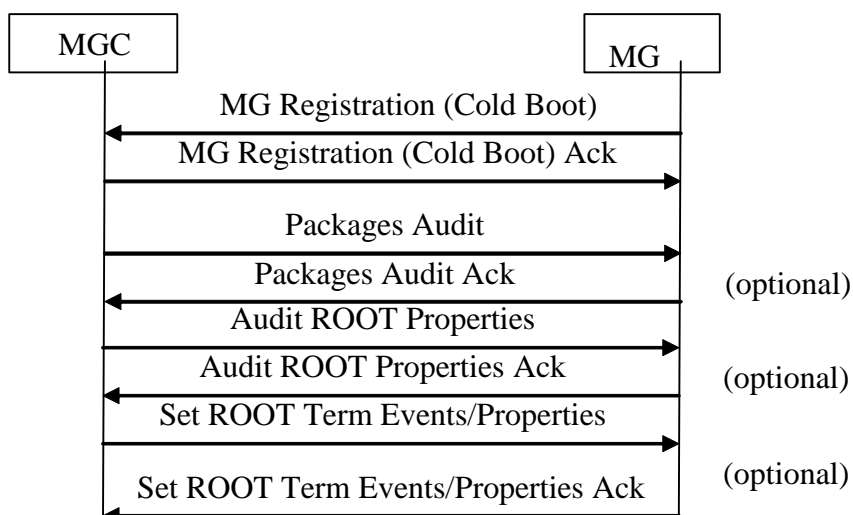 MGC
MG
MG Registration (Cold Boot)
MG Registration (Cold Boot) Ack
Packages Audit
Packages Audit Ack
(optional)
Audit ROOT Properties
Audit ROOT Properties Ack
(optional)
Set ROOT Term Events/Properties
(optional)
Set ROOT Term Events/Properties Ack